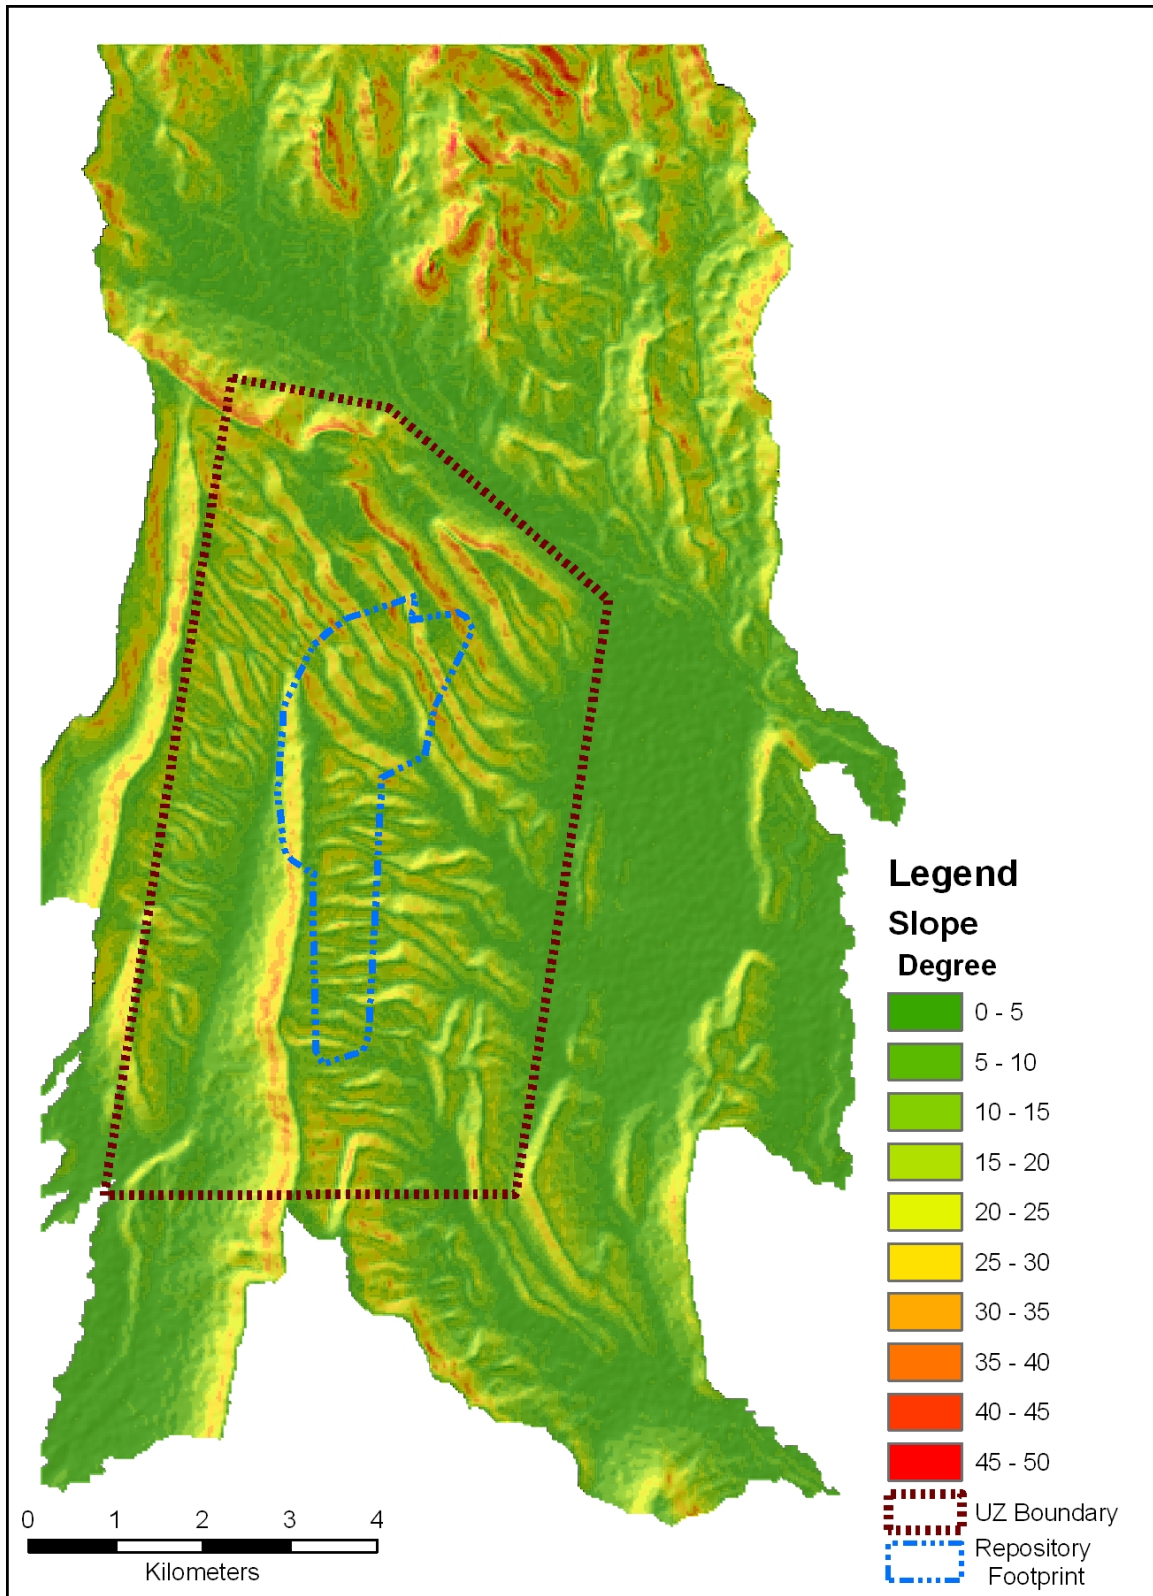 Legend
Slope
Degree
0 - 5
5 - 10
10 - 15
15 - 20
20 - 25
25 - 30
30 - 35
35 - 40
40 - 45
45 - 50
UZ Boundary
Repository
Footprint
0 1 2 3 4
Kilometers